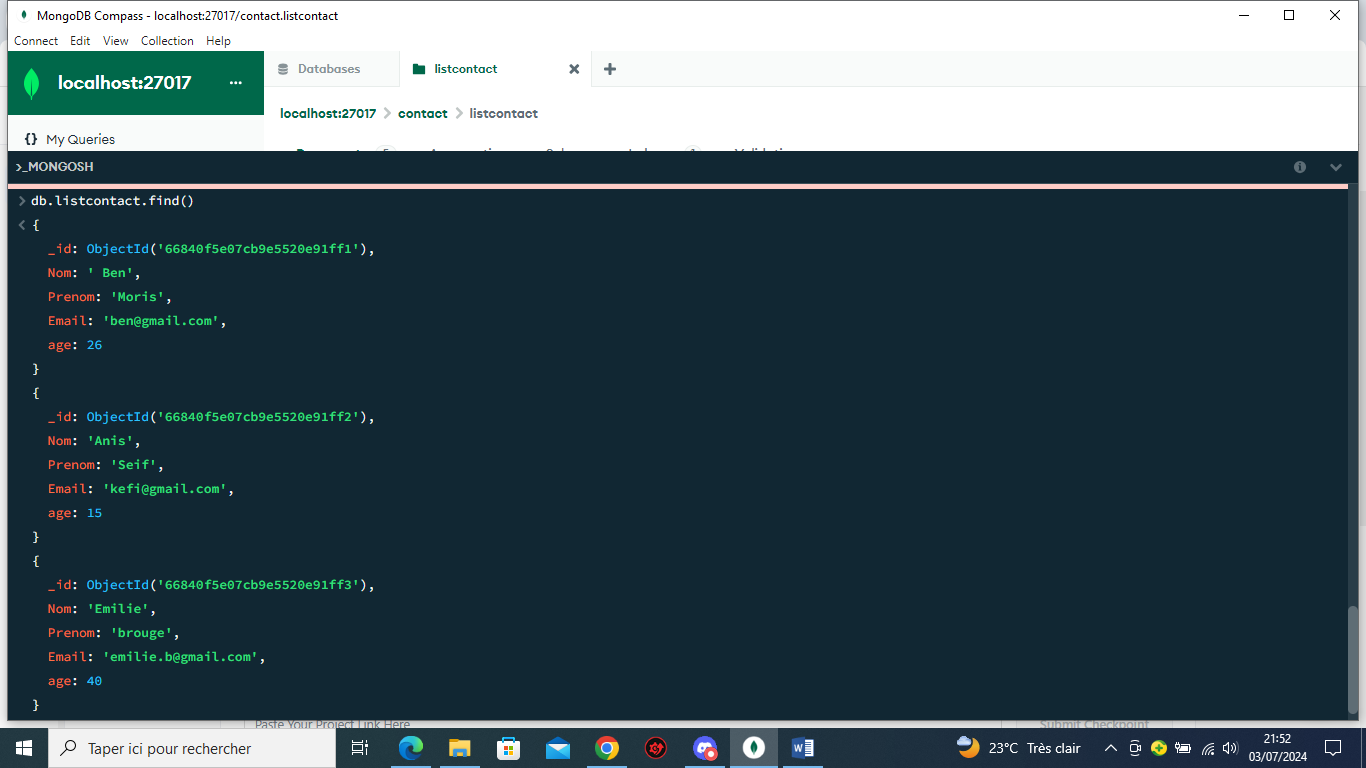 MongoDB Compass - localhost:27017/contact.listcontact
Connect Edit View Collection Help
localhost:27017 ...
Databases
listcontact
localhost:27017 > contact > listcontact
{} My Queries
>_MONGOSH
> db.listcontact.find()
< {
_id: ObjectId('66840f5e07cb9e5520e91ff1'),
Nom: ' Ben',
Prenom: 'Moris',
Email: 'ben@gmail.com',
age: 26
}
{
_id: ObjectId('66840f5e07cb9e5520e91ff2'),
Nom: 'Anis',
Prenom: 'Seif',
Email: 'kefi@gmail.com',
age: 15
}
{
_id: ObjectId('66840f5e07cb9e5520e91ff3'),
Nom: 'Emilie',
Prenom: 'brouge',
Email: 'emilie.b@gmail.com',
age: 40
}
Paste Your Project Link Here
Submit Checkpoint
Taper ici pour rechercher
23°C Très clair
21:52
03/07/2024